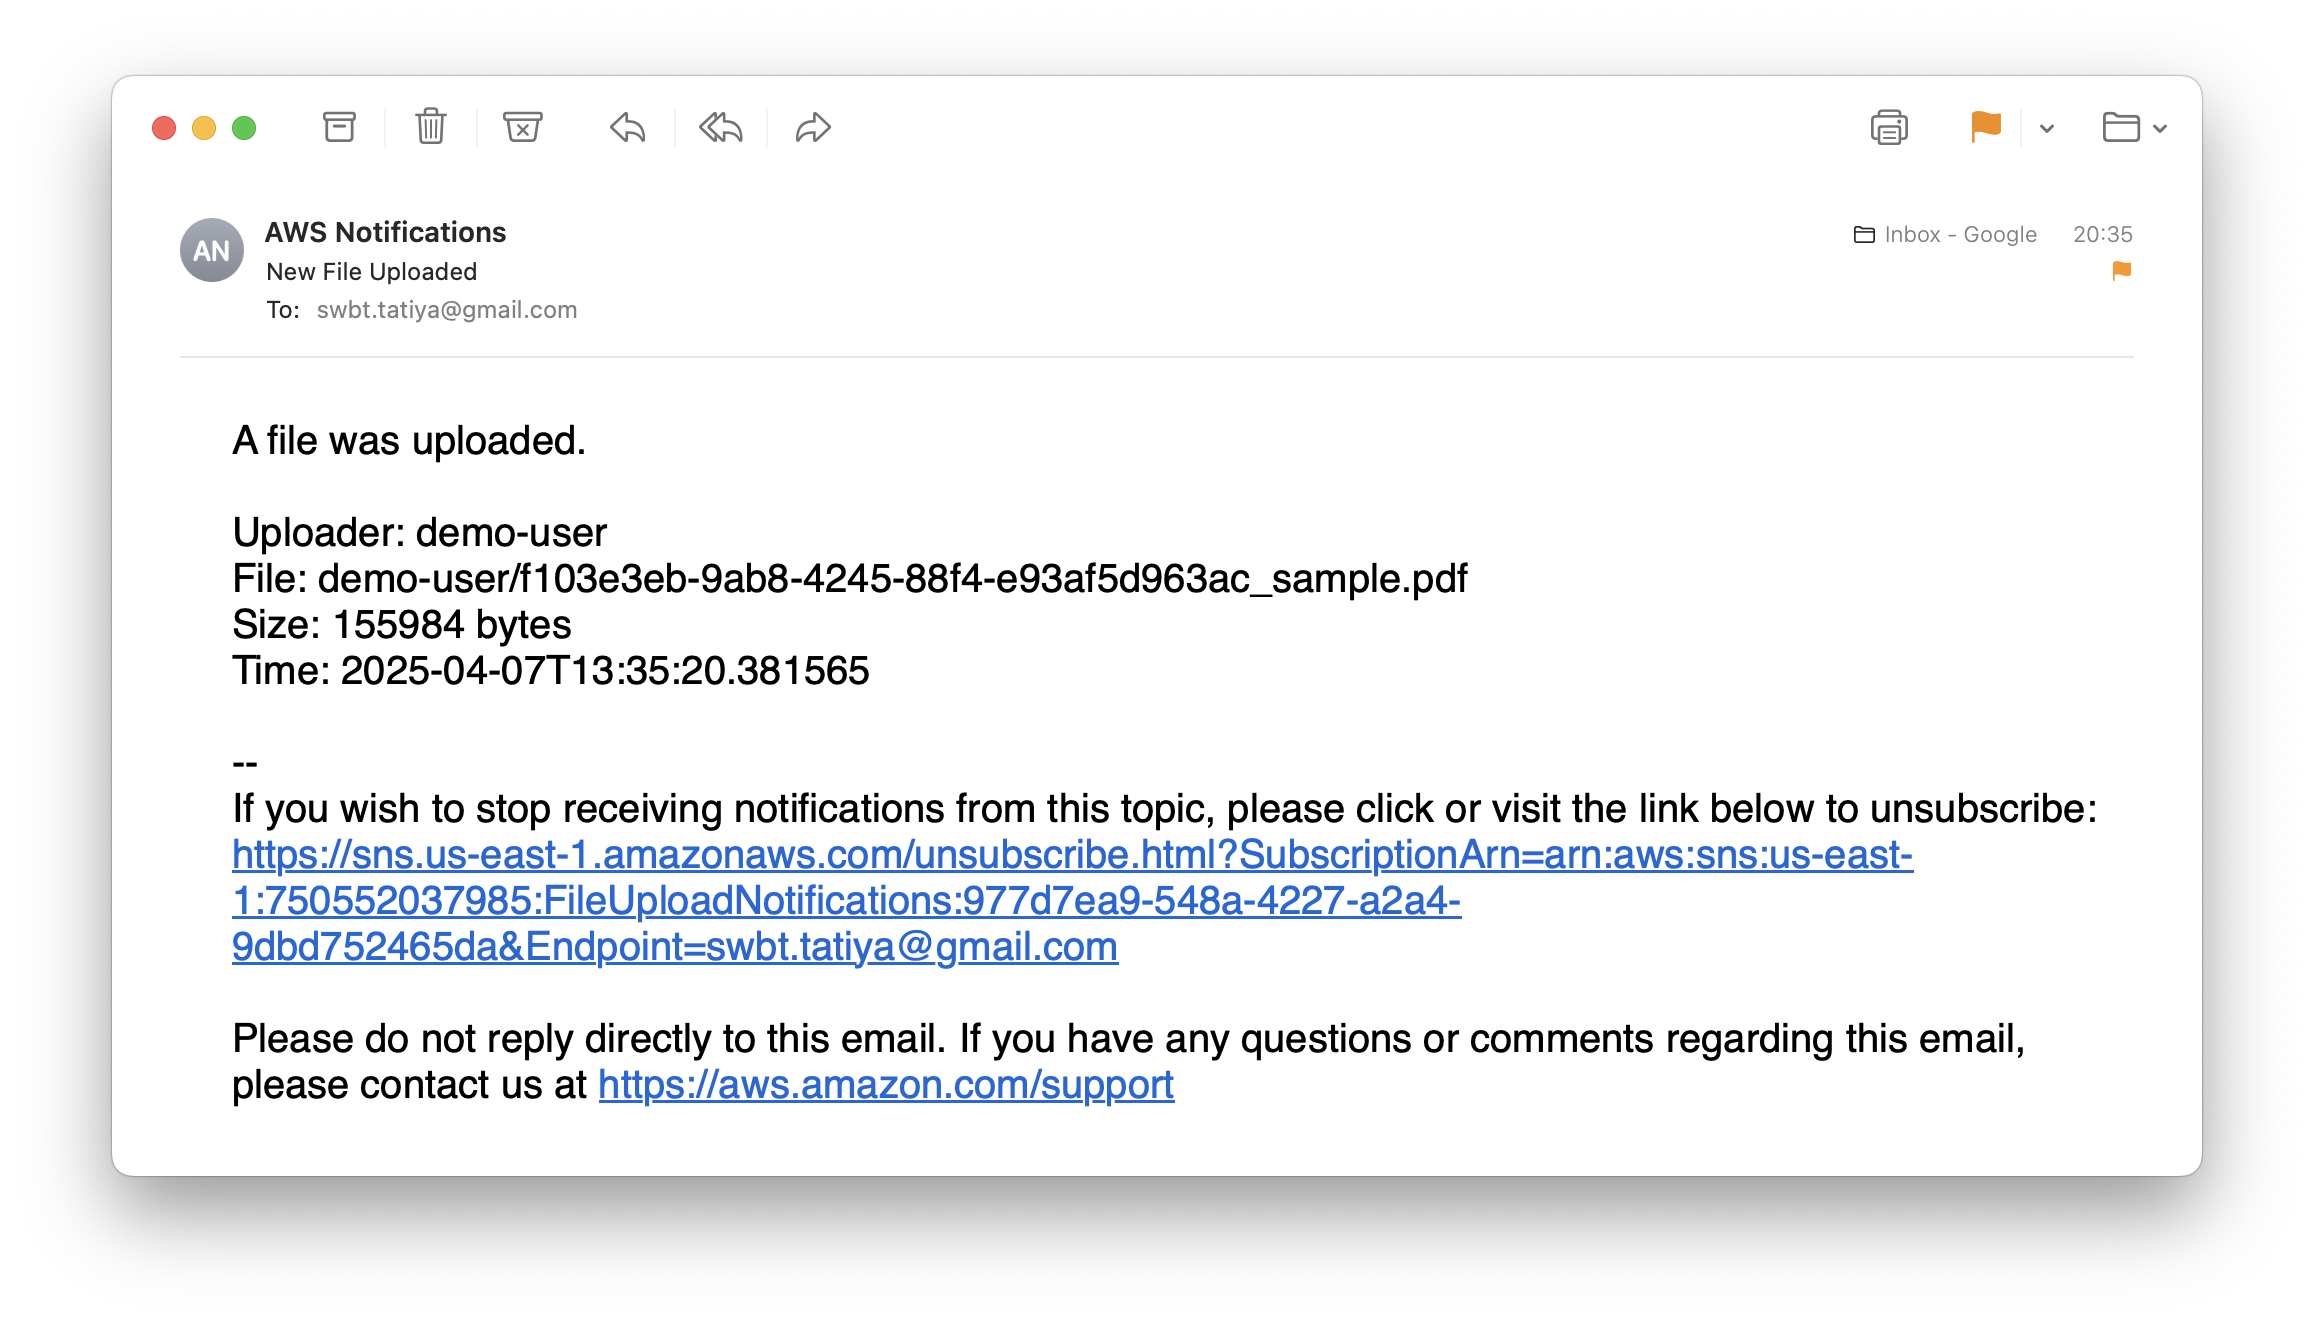 AN
AWS Notifications
New File Uploaded
To: swbt.tatiya@gmail.com
Inbox - Google 20:35
A file was uploaded.
Uploader: demo-user
File: demo-user/f103e3eb-9ab8-4245-88f4-e93af5d963ac_sample.pdf
Size: 155984 bytes
Time: 2025-04-07T13:35:20.381565
--
If you wish to stop receiving notifications from this topic, please click or visit the link below to unsubscribe:
https://sns.us-east-1.amazonaws.com/unsubscribe.html?SubscriptionArn=arn:aws:sns:us-east-
1:750552037985:FileUploadNotifications:977d7ea9-548a-4227-a2a4-
9dbd752465da&Endpoint=swbt.tatiya@gmail.com
Please do not reply directly to this email. If you have any questions or comments regarding this email,
please contact us at https://aws.amazon.com/support